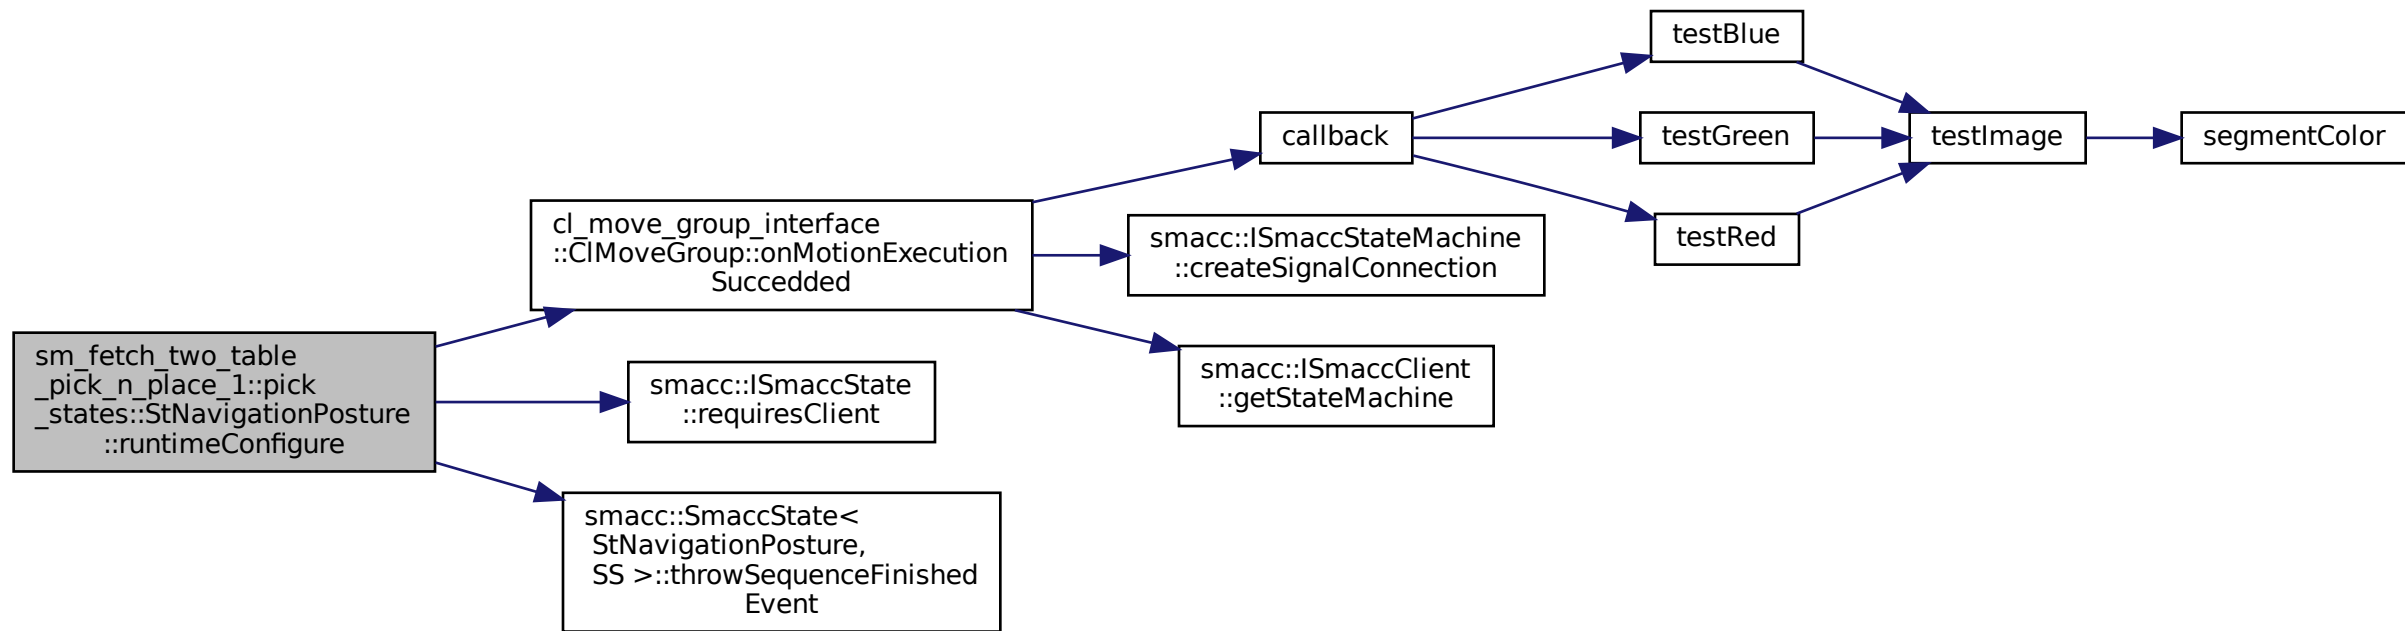 sm_fetch_two_table
_pick_n_place_1::pick
_states::StNavigationPosture
::runtimeConfigure
cl_move_group_interface
::ClMoveGroup::onMotionExecution
Succedded
callback
testBlue
testImage
segmentColor
testGreen
testRed
smacc::ISmaccStateMachine
::createSignalConnection
smacc::ISmaccClient
::getStateMachine
smacc::ISmaccState
::requiresClient
smacc::SmaccState<
StNavigationPosture,
SS >::throwSequenceFinished
Event